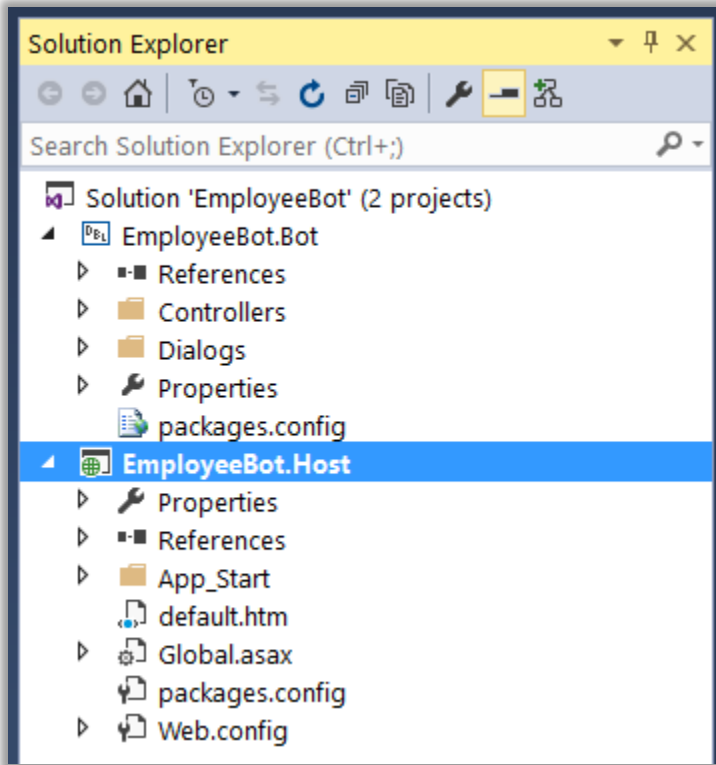 Solution Explorer
Search Solution Explorer (Ctrl+;)
Solution 'EmployeeBot' (2 projects)
DBL EmployeeBot.Bot
References
Controllers
Dialogs
Properties
packages.config
EmployeeBot.Host
Properties
References
App_Start
default.htm
Global.asax
packages.config
Web.config